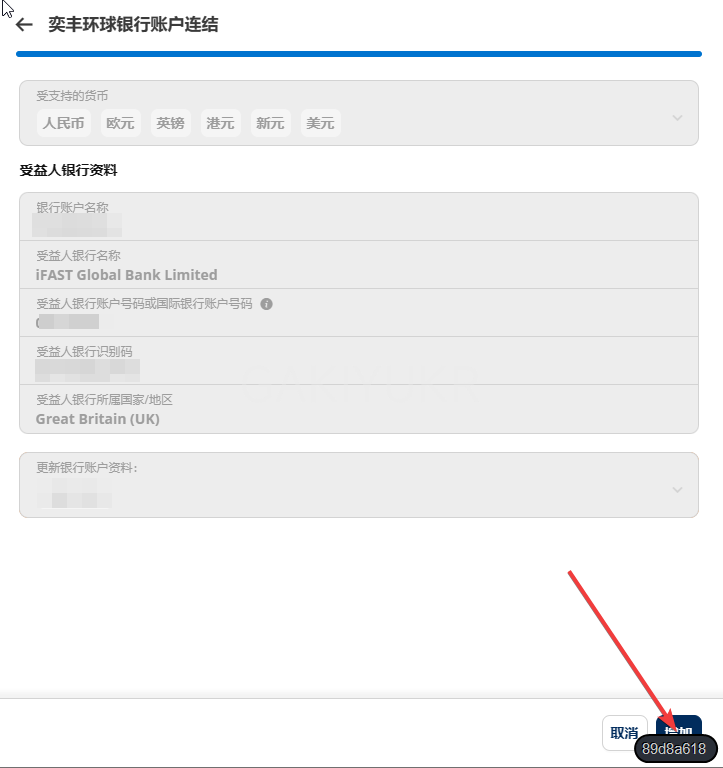 奕丰环球银行账户连结
受支持的货币
人民币 欧元 英镑 港元 新元 美元
受益人银行资料
银行账户名称
受益人银行名称
iFAST Global Bank Limited
受益人银行账户号码或国际银行账户号码
受益人银行识别码
受益人银行所属国家/地区
Great Britain (UK)
更新银行账户资料:
取消 增加
89d8a618